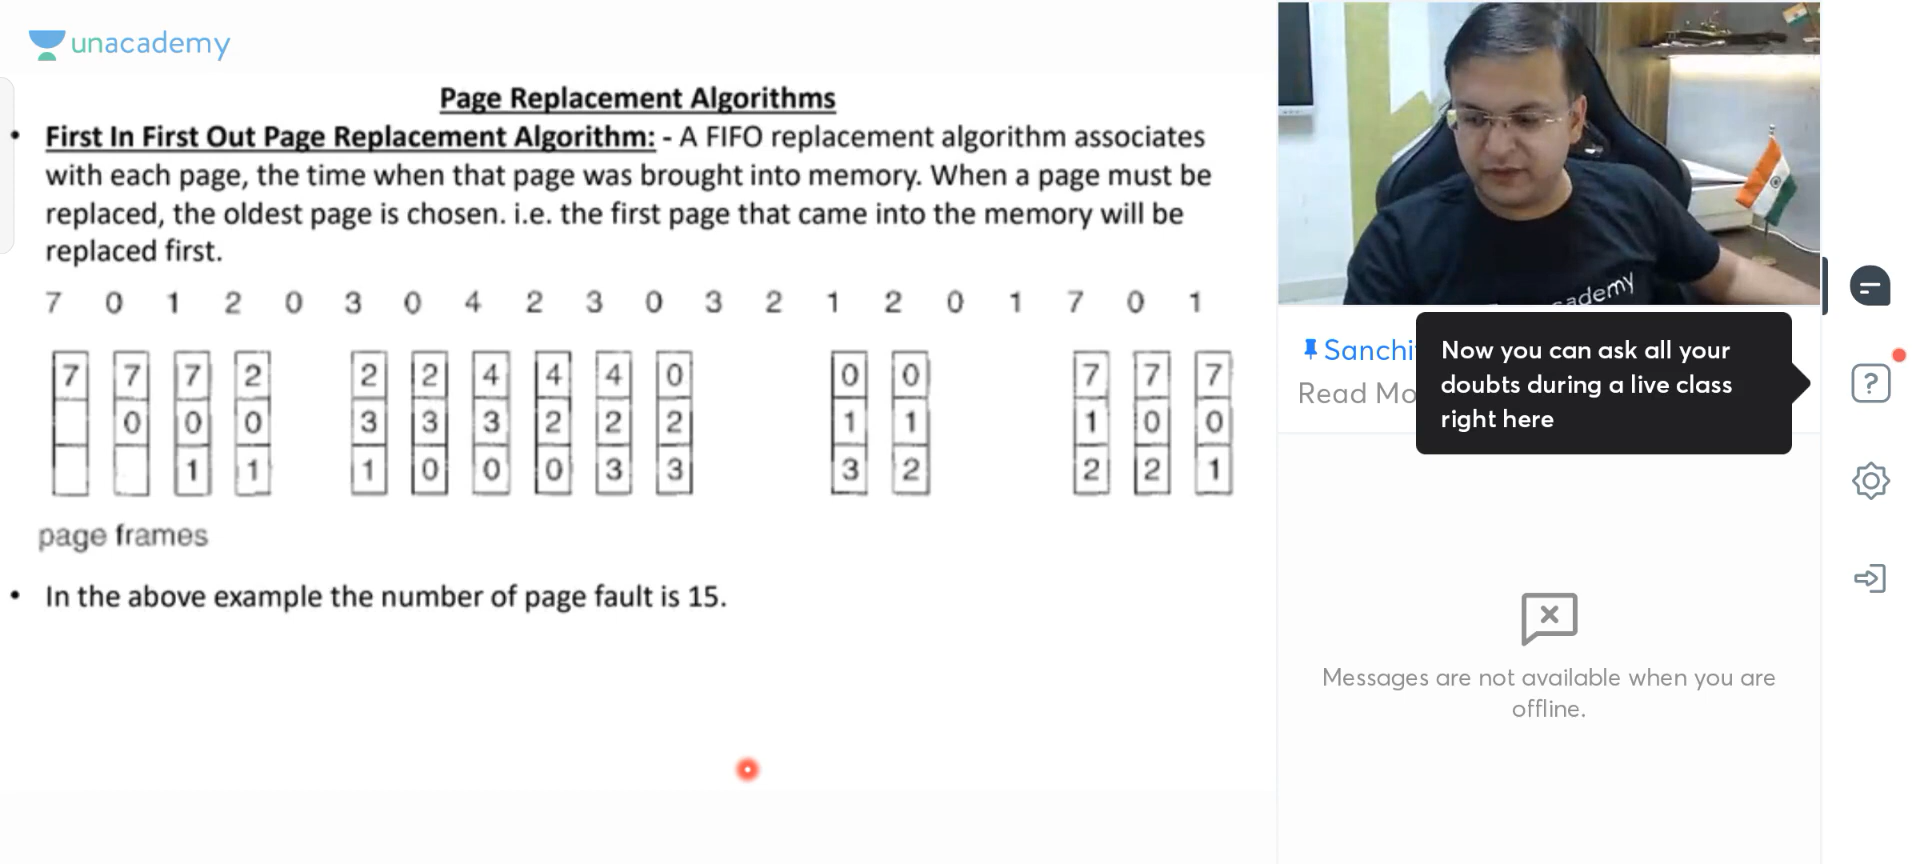 unacademy
Page Replacement Algorithms
• First In First Out Page Replacement Algorithm: - A FIFO replacement algorithm associates
with each page, the time when that page was brought into memory. When a page must be
replaced, the oldest page is chosen. i.e. the first page that came into the memory will be
replaced first.
7 0 1 2 0 3 0 4 2 3 0 3 2 1 2 0 1 7 0 1
7 7 7 2 2 2 4 4 4 0 0 0 7 7 7
0 0 0 3 3 3 2 2 2 1 1 1 0 0
1 1 1 0 0 0 3 3 3 2 2 2 1
page frames
• In the above example the number of page fault is 15.
ademy
Sanchi
Read Mo
Now you can ask all your
doubts during a live class
right here
?
Messages are not available when you are
offline.